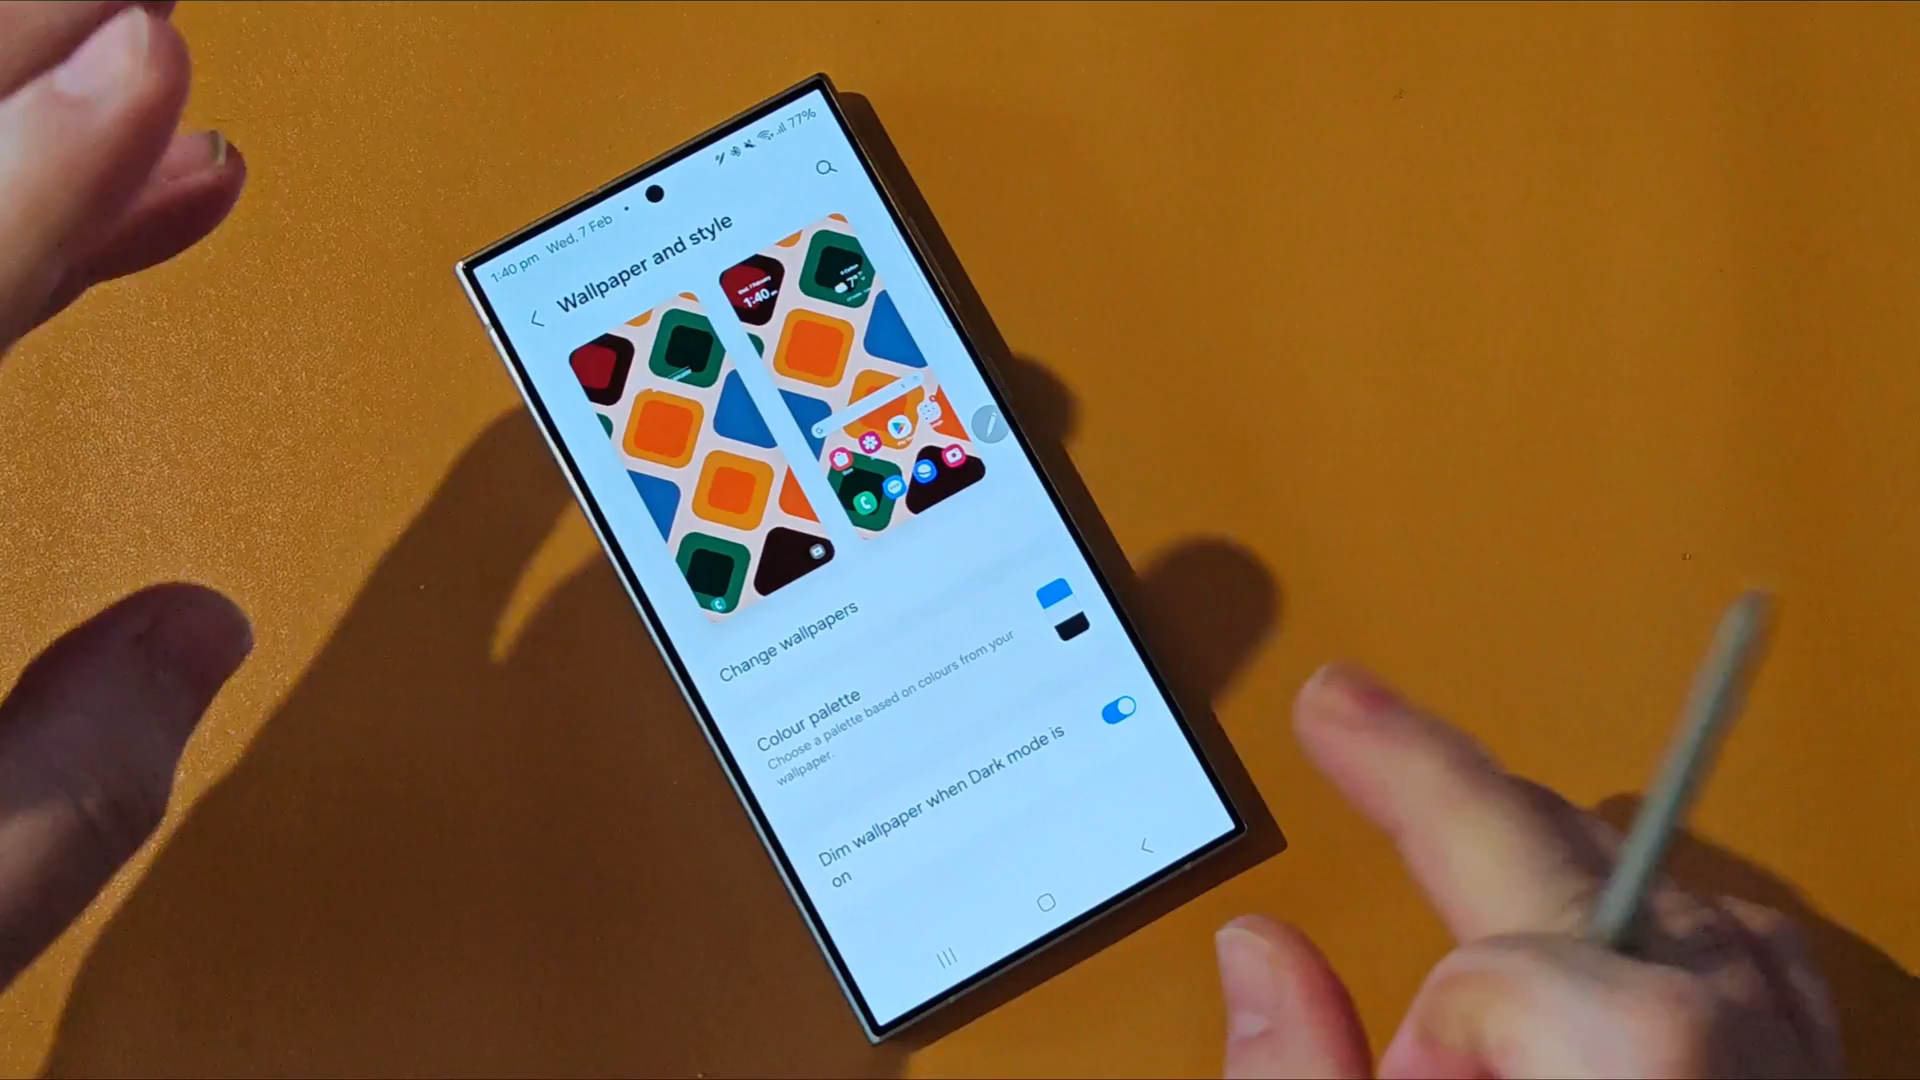 1:40 pm Wed, 7 Feb
77%
Wallpaper and style
1:40
7°
Change wallpapers
Colour palette
Choose a palette based on colours from your
wallpaper.
Dim wallpaper when Dark mode is
on